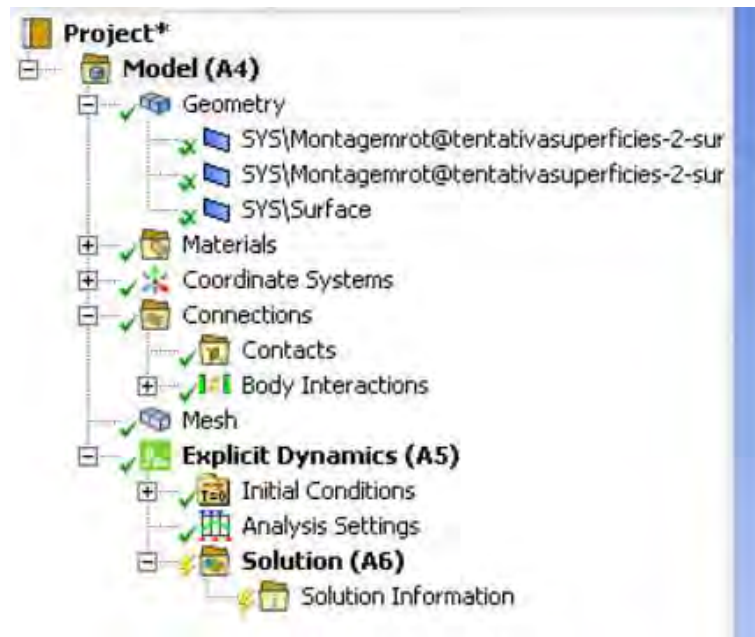 Project*
Model (A4)
Geometry
SYS\Montagemrot@tentativasuperficies-2-sur
SYS\Montagemrot@tentativasuperficies-2-sur
SYS\Surface
Materials
Coordinate Systems
Connections
Contacts
Body Interactions
Mesh
Explicit Dynamics (A5)
T=0 Initial Conditions
Analysis Settings
Solution (A6)
Solution Information